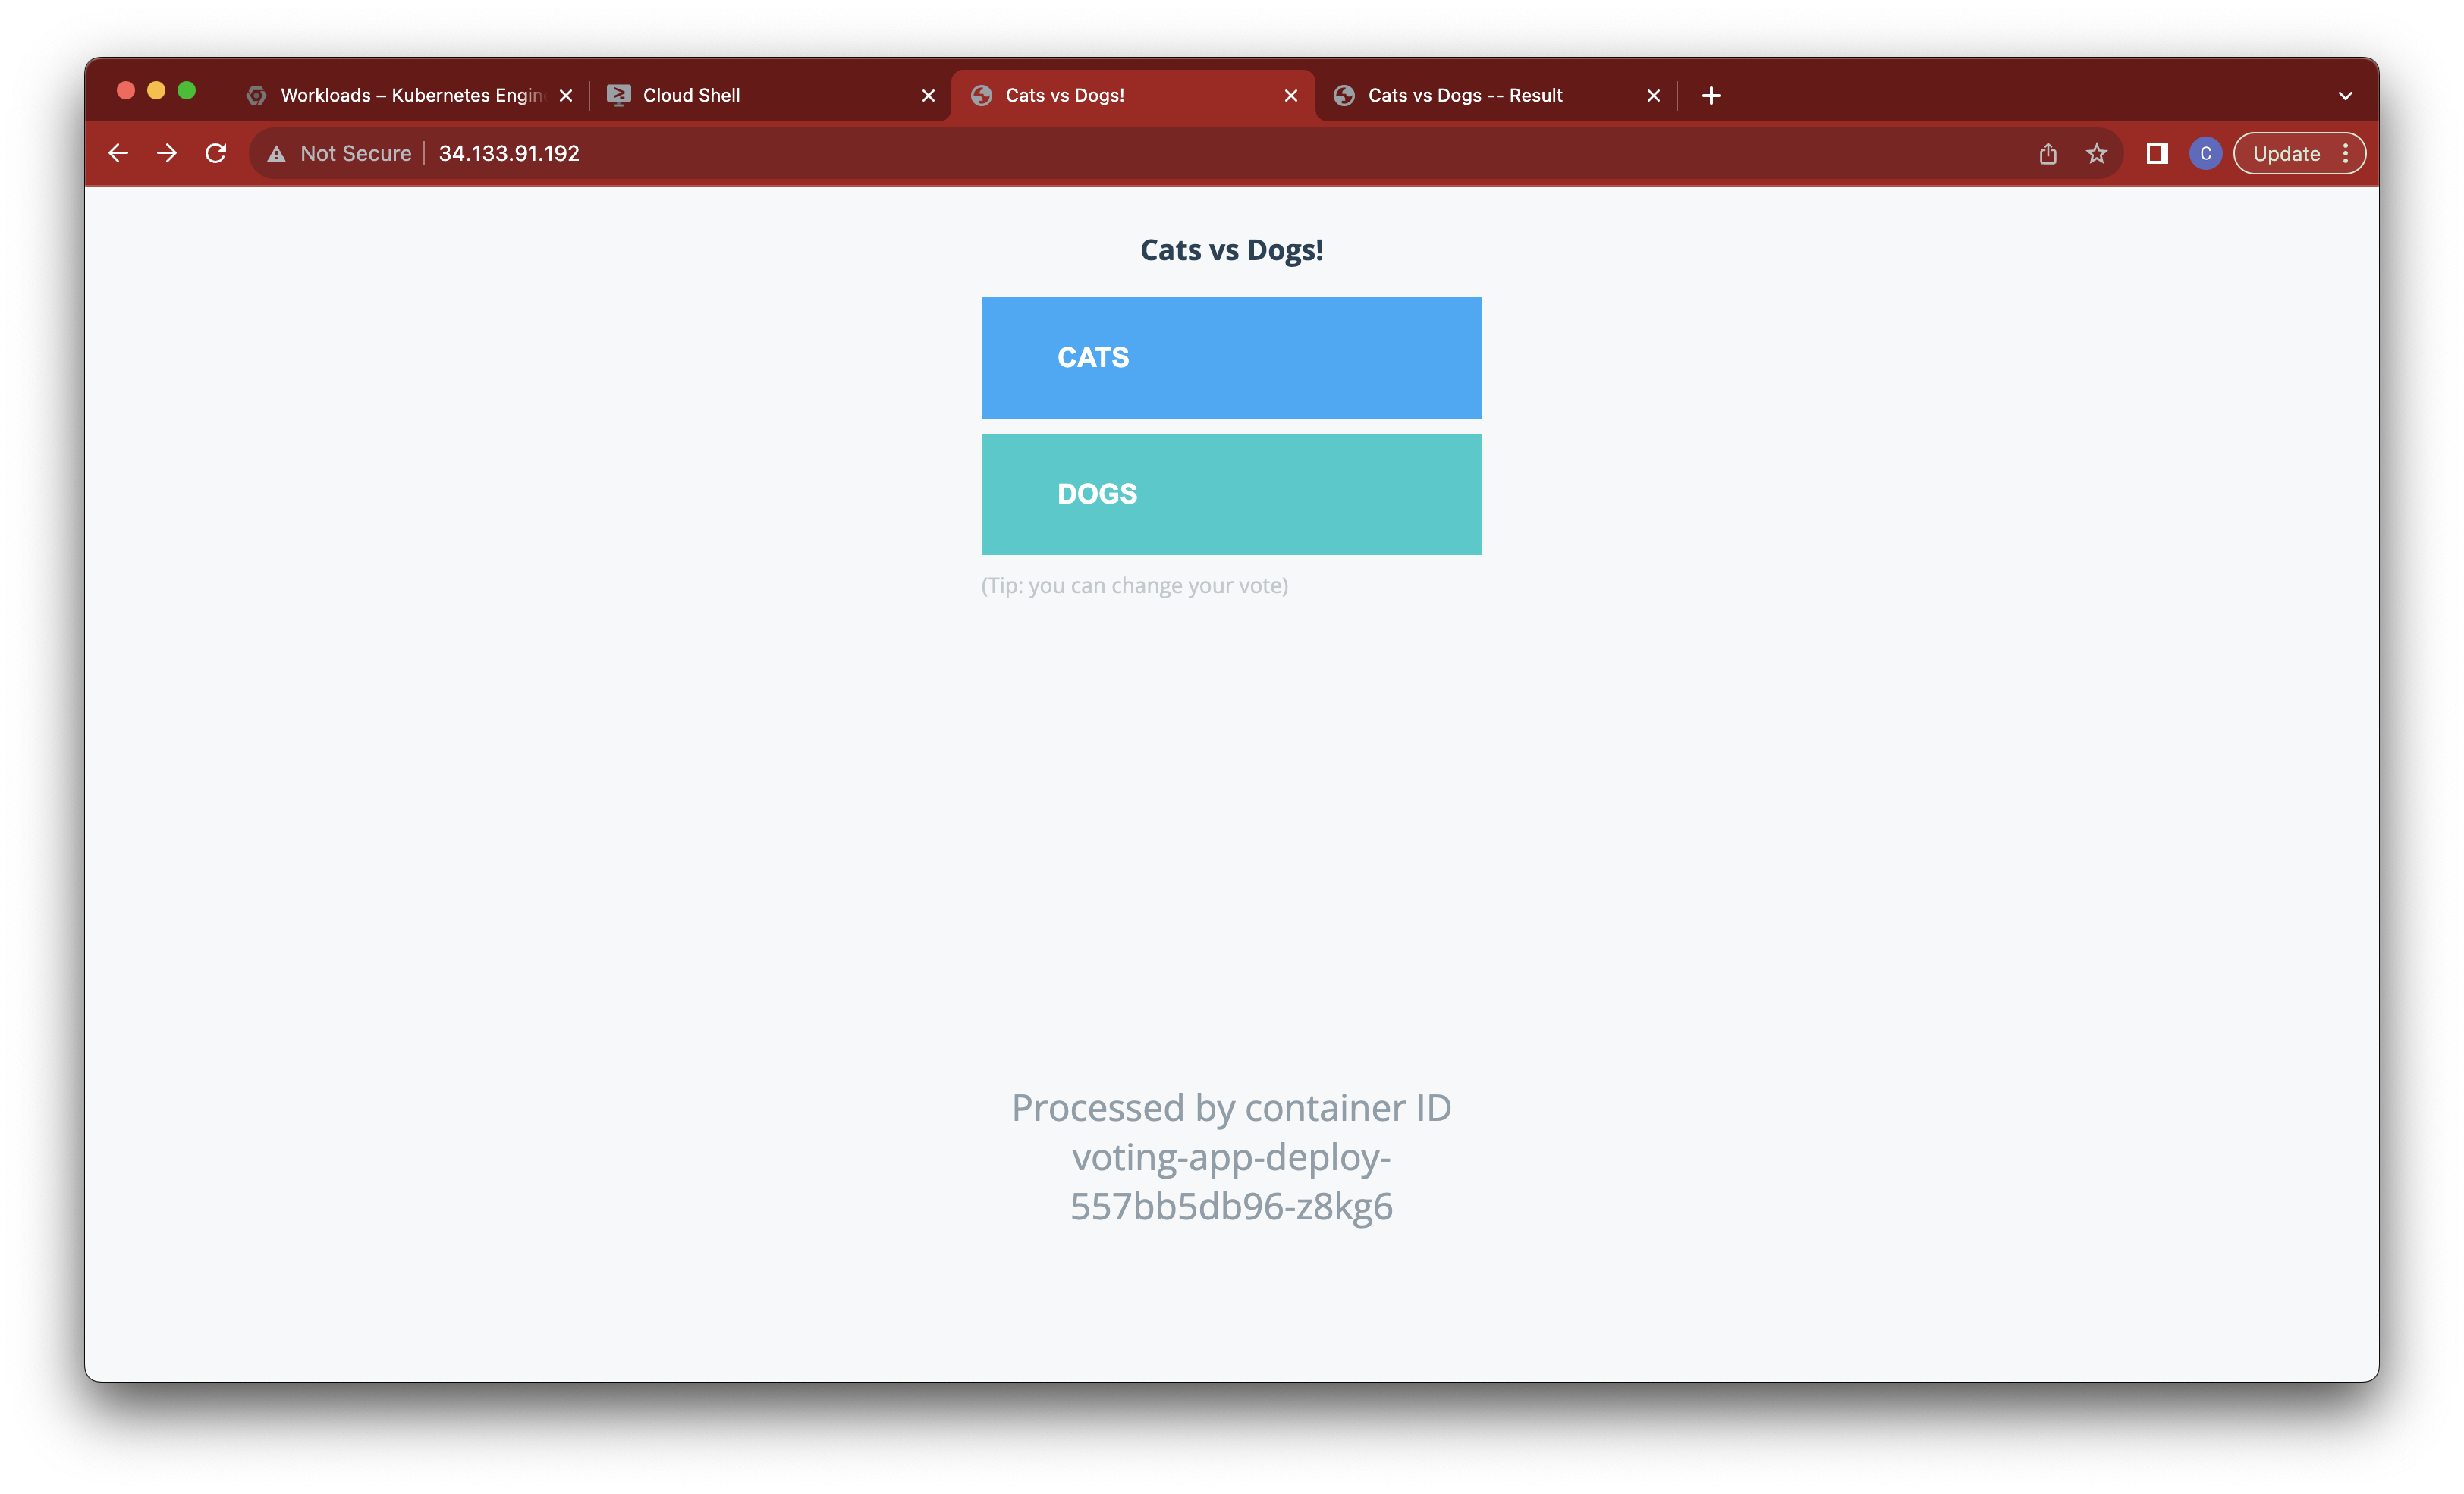 Workloads – Kubernetes Engin
Cloud Shell
Cats vs Dogs!
Cats vs Dogs -- Result
Not Secure
34.133.91.192
C
Update
Cats vs Dogs!
CATS
DOGS
(Tip: you can change your vote)
Processed by container ID
voting-app-deploy-
557bb5db96-z8kg6